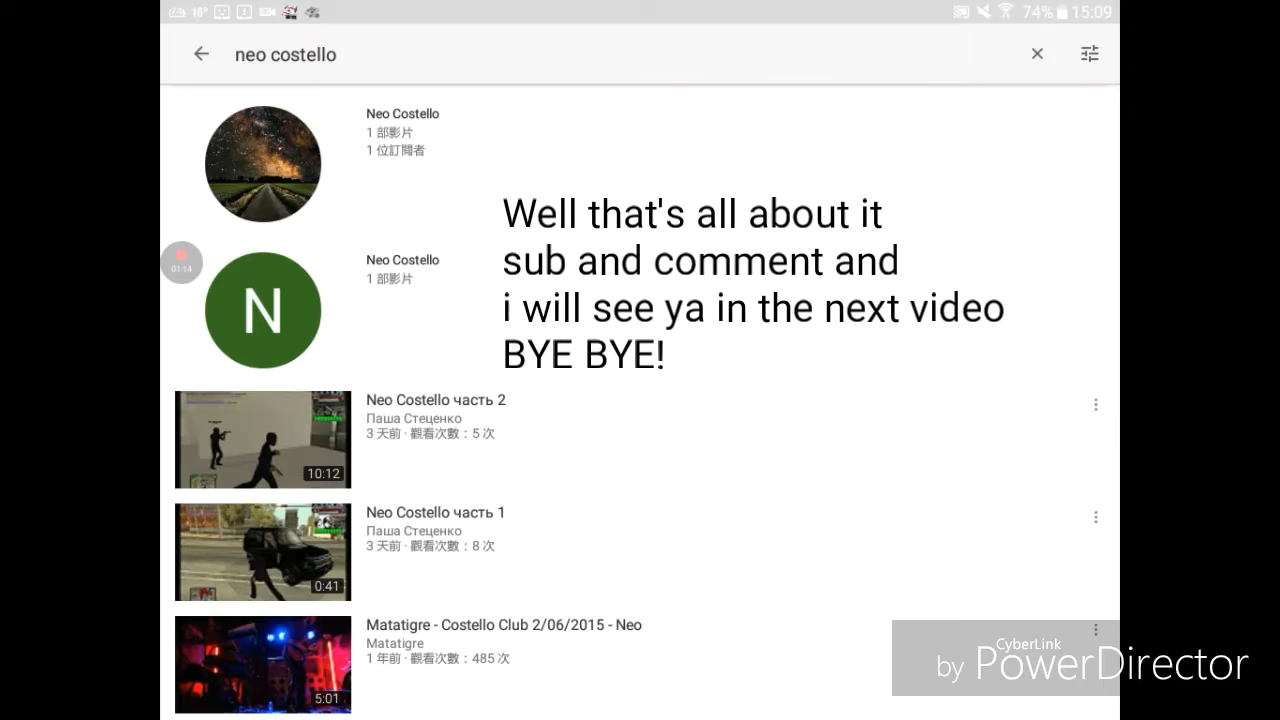 16° 74% 15:09
neo costello
Neo Costello
1 部影片
1 位訂閱者
Well that's all about it
sub and comment and
i will see ya in the next video
BYE BYE!
01:14
N
Neo Costello
1 部影片
Neo Costello часть 2
Паша Стеценко
3 天前 · 觀看次數：5 次
10:12
Neo Costello часть 1
Паша Стеценко
3 天前 · 觀看次數：8 次
0:41
Matatigre - Costello Club 2/06/2015 - Neo
Matatigre
1 年前 · 觀看次數：485 次
5:01
CyberLink
by PowerDirector